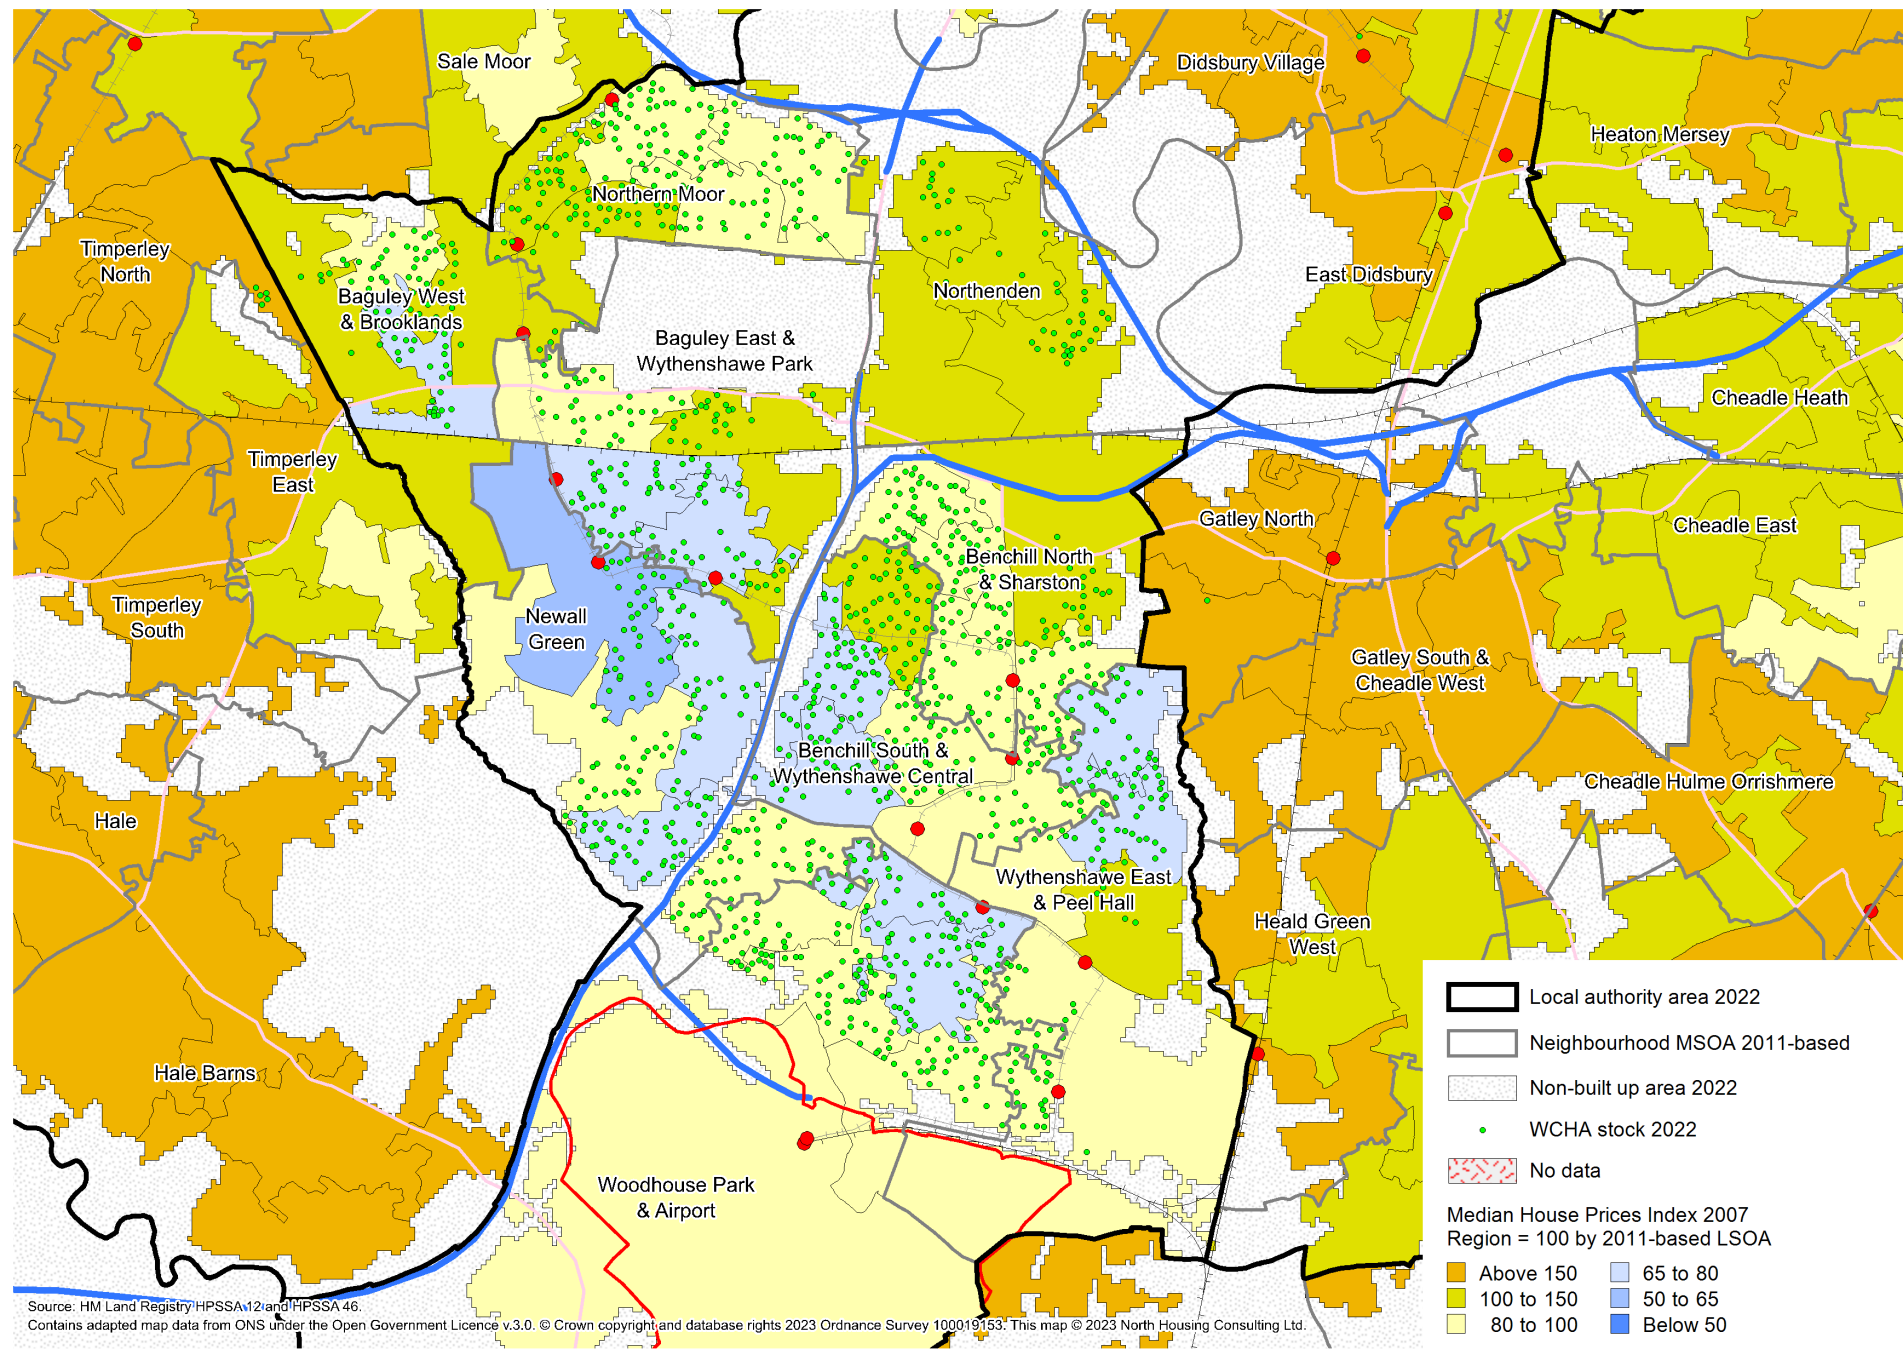 Sale Moor
Didsbury Village
Heaton Mersey
Northern Moor
Timperley
North
East Didsbury
Baguley West
& Brooklands
Northenden
Baguley East &
Wythenshawe Park
Cheadle Heath
Timperley
East
Gatley North
Cheadle East
Benchill North
& Sharston
Timperley
South
Newall
Green
Gatley South &
Cheadle West
Benchill South &
Wythenshawe Central
Cheadle Hulme Orrishmere
Hale
Wythenshawe East
& Peel Hall
Heald Green
West
Hale Barns
Woodhouse Park
& Airport
Local authority area 2022
Neighbourhood MSOA 2011-based
Non-built up area 2022
WCHA stock 2022
No data
Median House Prices Index 2007
Region = 100 by 2011-based LSOA
Above 150
100 to 150
80 to 100
65 to 80
50 to 65
Below 50
Source: HM Land Registry HPSSA 12 and HPSSA 46.
Contains adapted map data from ONS under the Open Government Licence v.3.0. © Crown copyright and database rights 2023 Ordnance Survey 100019153. This map © 2023 North Housing Consulting Ltd.